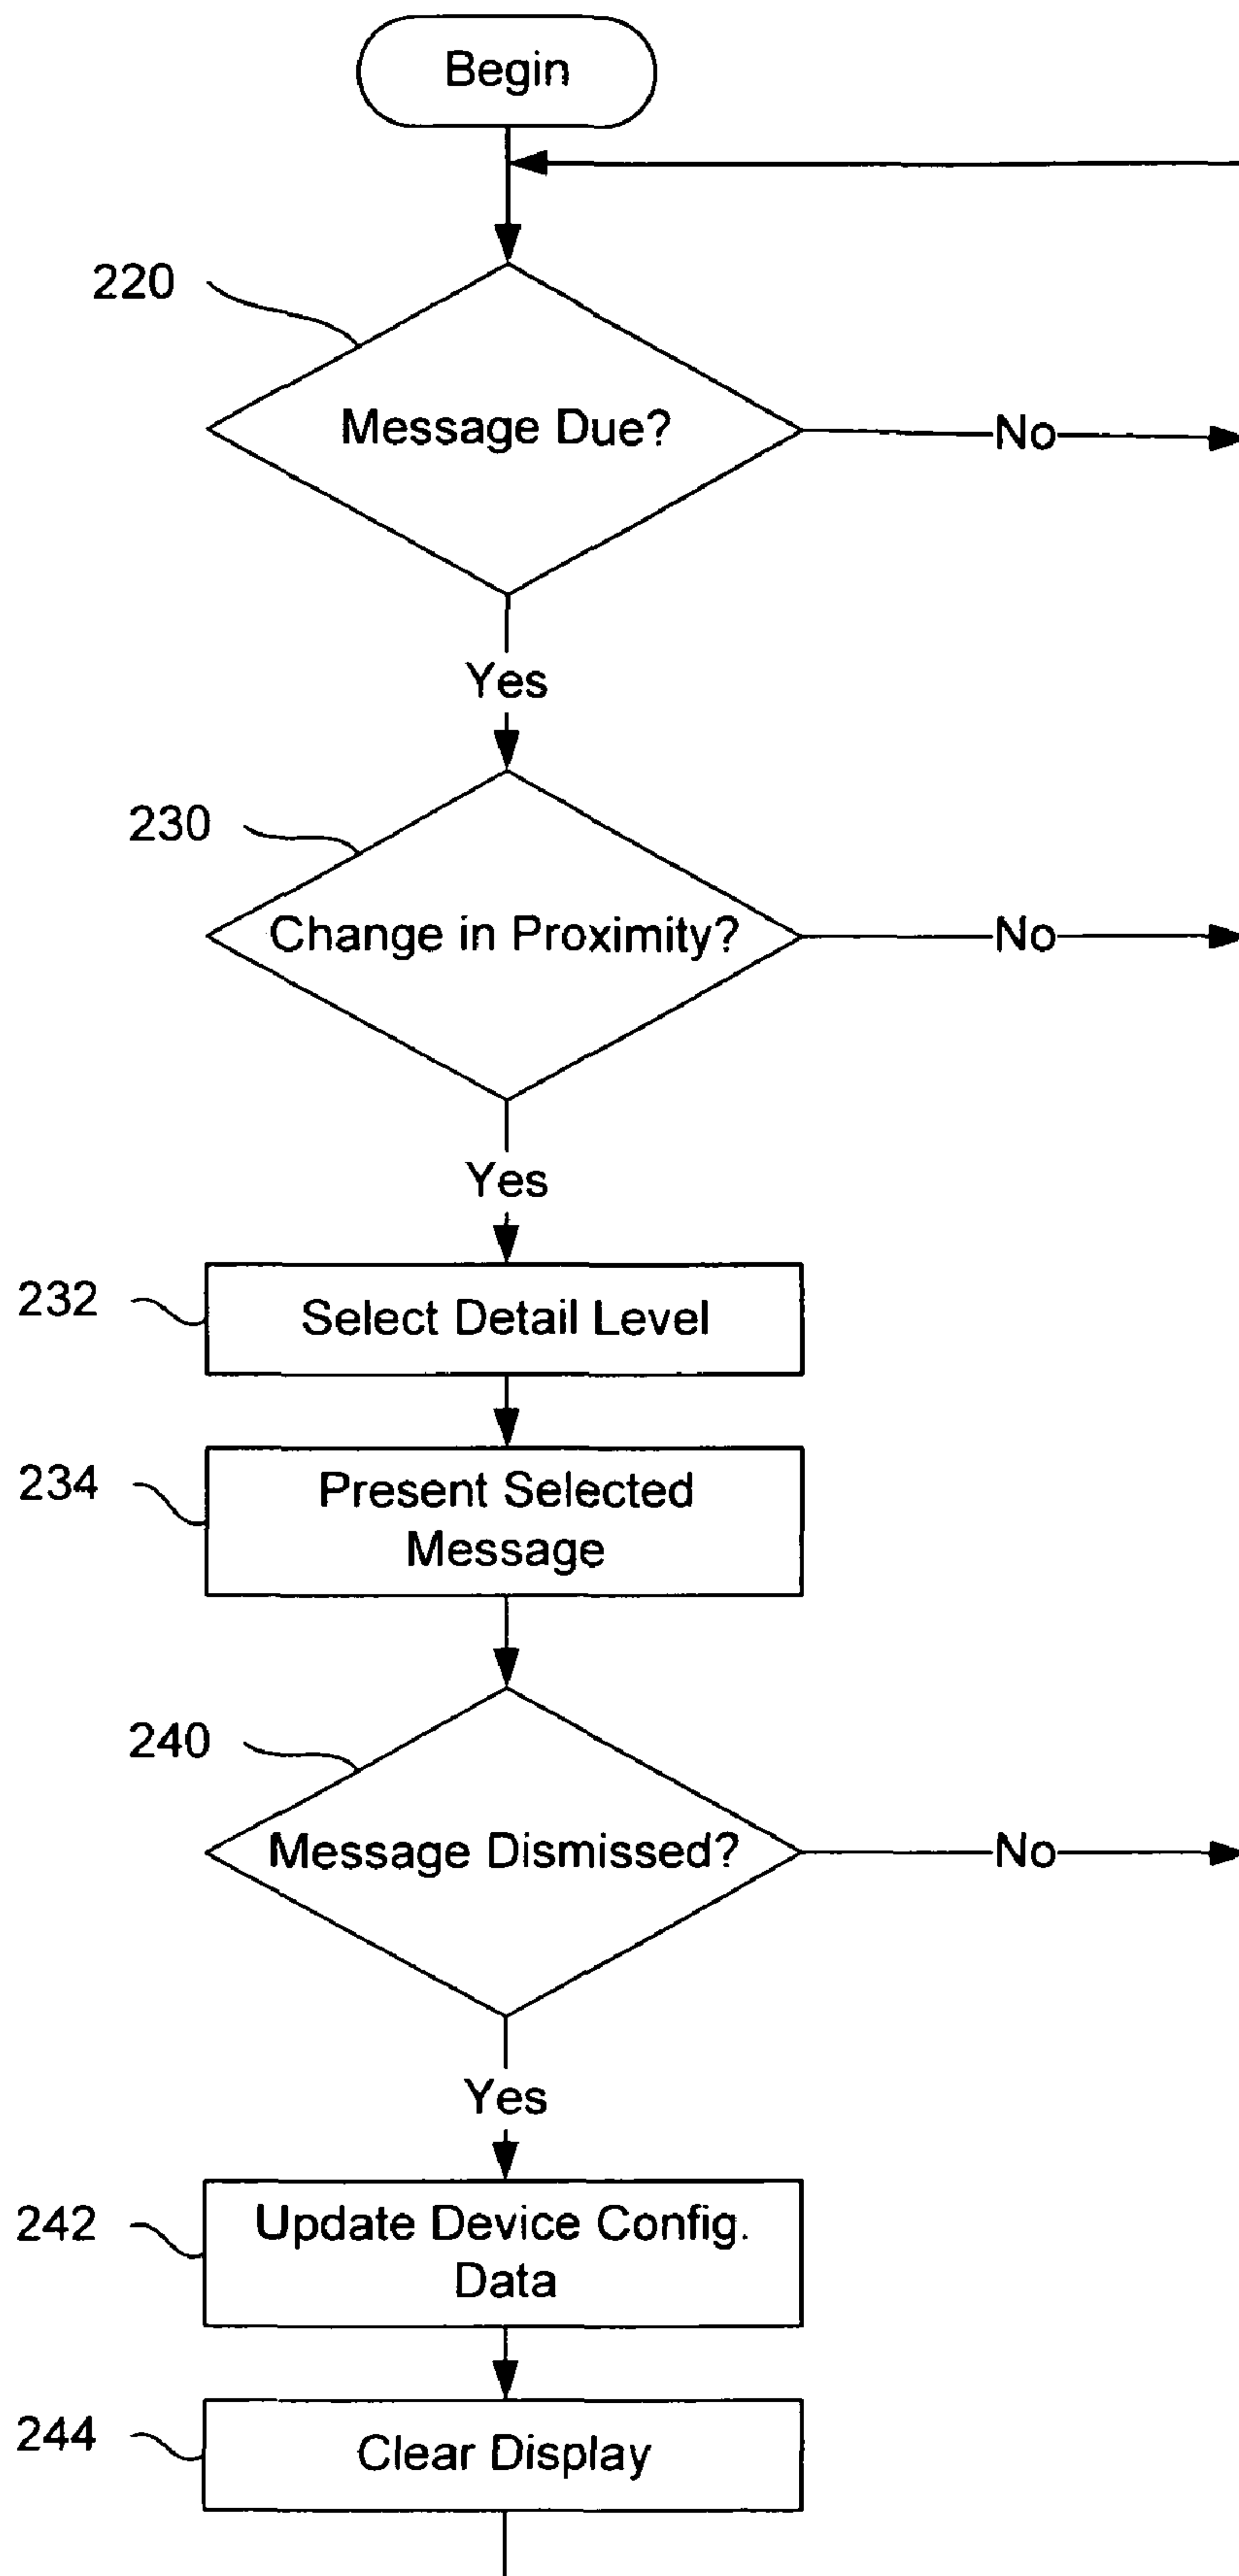 Begin
220
Message Due?
No
Yes
230
Change in Proximity?
No
Yes
232
Select Detail Level
234
Present Selected
Message
240
Message Dismissed?
No
Yes
242
Update Device Config.
Data
244
Clear Display